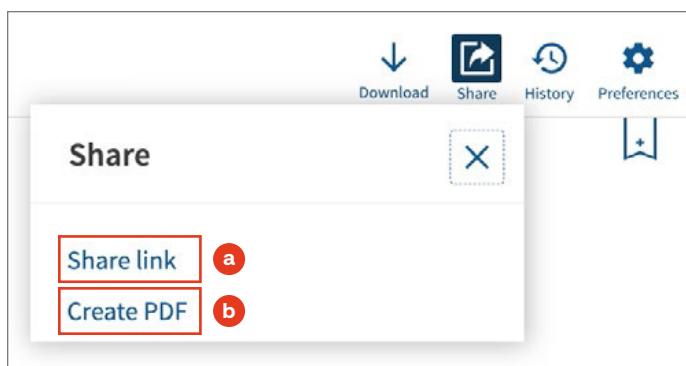 Download Share History Preferences
Share
Share link a
Create PDF b